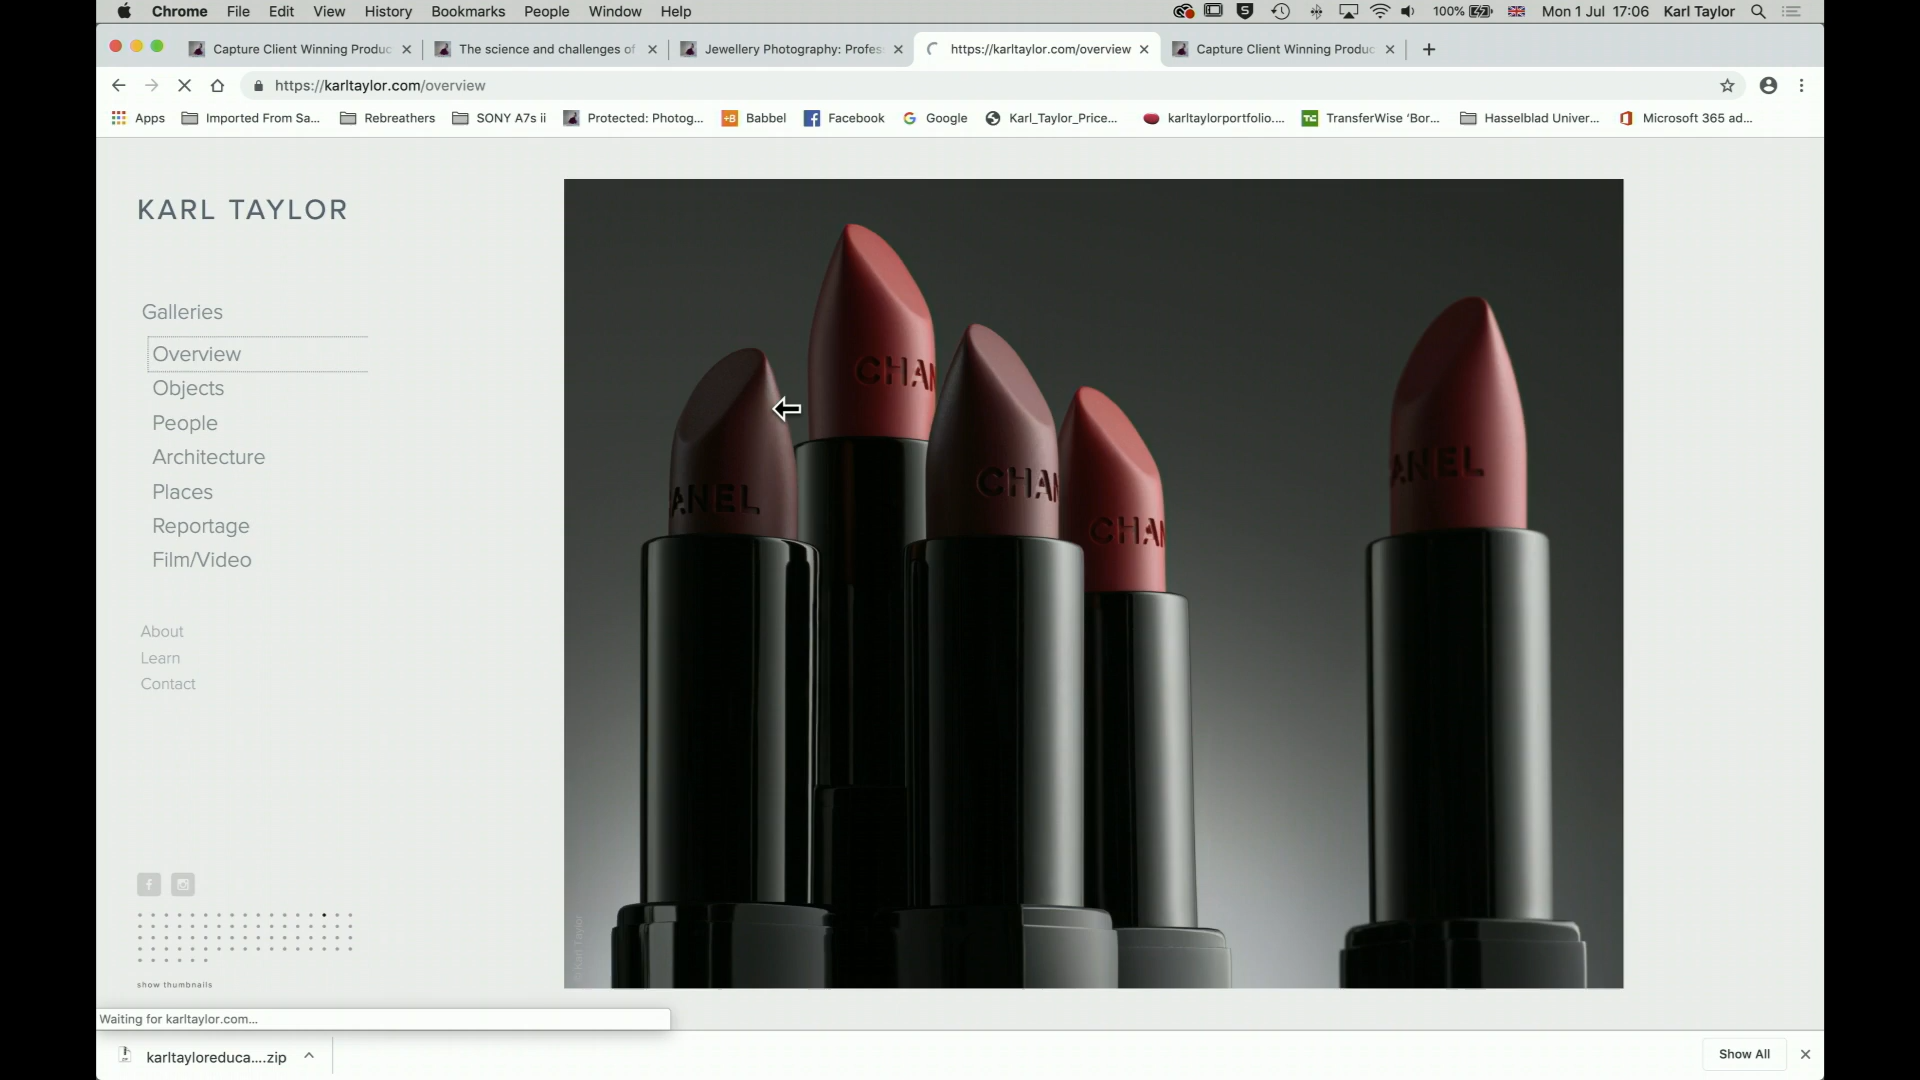 Chrome File Edit View History Bookmarks People Window Help 100% Mon 1 Jul 17:06 Karl Taylor
Capture Client Winning Produc The science and challenges of Jewellery Photography: Profes https://karltaylor.com/overview Capture Client Winning Produc
https://karltaylor.com/overview
Apps Imported From Sa... Rebreathers SONY A7s ii Protected: Photog... Babbel Facebook Google Karl_Taylor_Price... karltaylorportfolio.... TransferWise ‘Bor... Hasselblad Univer... Microsoft 365 ad...
KARL TAYLOR
Galleries
Overview
Objects
People
Architecture
Places
Reportage
Film/Video
About
Learn
Contact
show thumbnails
CHAN
ANEL
CHAN
CHAN
ANEL
© Karl Taylor
Waiting for karltaylor.com...
karltayloreduca....zip
Show All